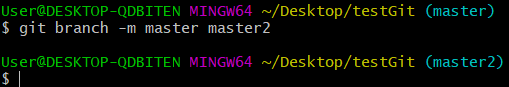 User@DESKTOP-QDBITEN MINGW64 ~/Desktop/testGit (master)
$ git branch -m master master2
User@DESKTOP-QDBITEN MINGW64 ~/Desktop/testGit (master2)
$